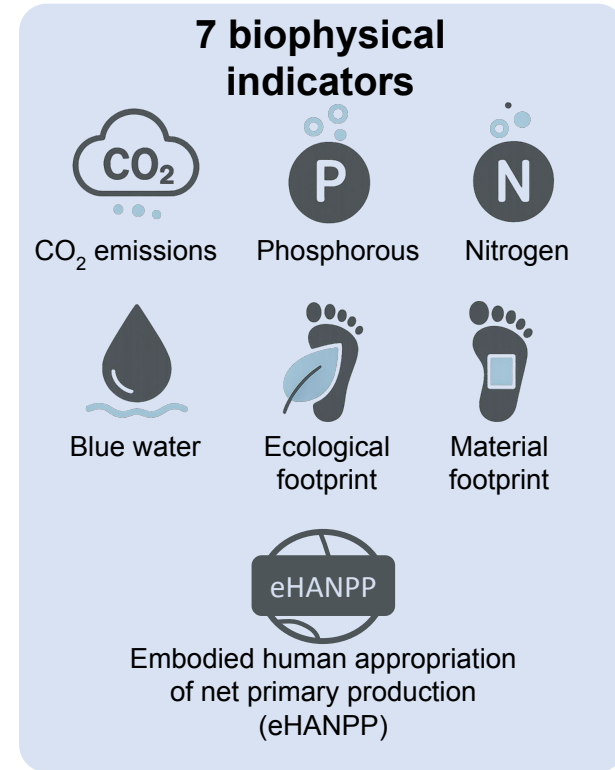 7 biophysical
indicators
CO₂
P
N
CO₂ emissions
Phosphorous
Nitrogen
Blue water
Ecological
footprint
Material
footprint
eHANPP
Embodied human appropriation
of net primary production
(eHANPP)